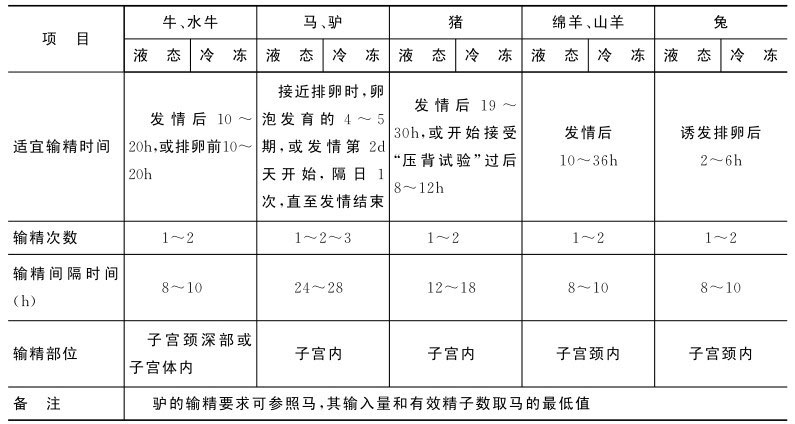 项 目 牛、水牛 马、驴 猪 绵羊、山羊 兔
液 态 冷 冻 液 态 冷 冻 液 态 冷 冻 液 态 冷 冻 液 态 冷 冻
适宜输精时间
发情后 10～
20h,或排卵前10～
20h
接近排卵时,卵
泡发育的 4～5
期,或发情第 2d
天开始,隔日 1
次,直至发情结束
发情后 19～
30h,或开始接受
“压背试验”过后
8～12h
发情后
10～36h
诱发排卵后
2～6h
输精次数 1～2 1～2～3 1～2 1～2 1～2
输精间隔时间
(h)
8～10 24～28 12～18 8～10 8～10
输精部位
子宫颈深部或
子宫体内
子宫内 子宫内 子宫颈内 子宫颈内
备 注 驴的输精要求可参照马,其输入量和有效精子数取马的最低值